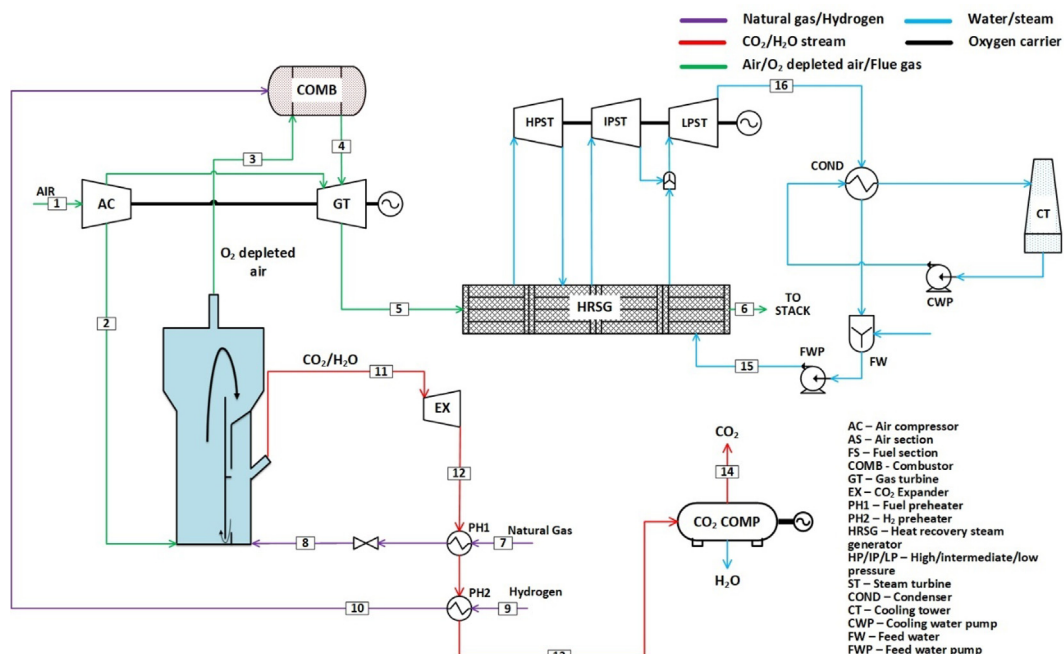 Natural gas/Hydrogen
Water/steam
CO₂/H₂O stream
Oxygen carrier
Air/O₂ depleted air/Flue gas
COMB
16
HPST
IPST
LPST
3
4
COND
AIR
1
AC
GT
CT
O₂ depleted
air
2
5
HRSG
6
TO
STACK
CWP
FWP
FW
15
CO₂/H₂O
11
EX
12
CO₂
14
CO₂ COMP
H₂O
PH1
Natural Gas
8
7
PH2
Hydrogen
10
9
AC – Air compressor
AS – Air section
FS – Fuel section
COMB - Combustor
GT – Gas turbine
EX – CO₂ Expander
PH1 – Fuel preheater
PH2 – H₂ preheater
HRSG – Heat recovery steam
generator
HP/IP/LP – High/intermediate/low
pressure
ST – Steam turbine
COND – Condenser
CT – Cooling tower
CWP – Cooling water pump
FW – Feed water
FWP – Feed water pump